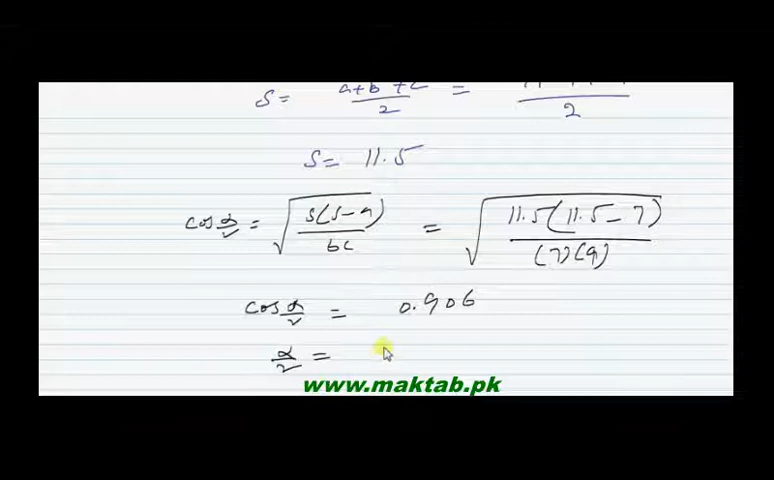 S = a+b+c/2 = /2
S = 11.5
cos α/2 = √(s(s-a)/bc) = √(11.5(11.5-7)/(7)(9))
cos α/2 = 0.906
α/2 =
www.maktab.pk